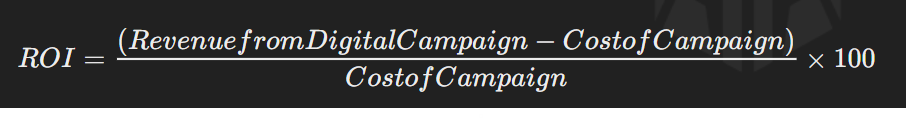 ROI = (RevenuefromDigitalCampaign − CostofCampaign) / CostofCampaign × 100